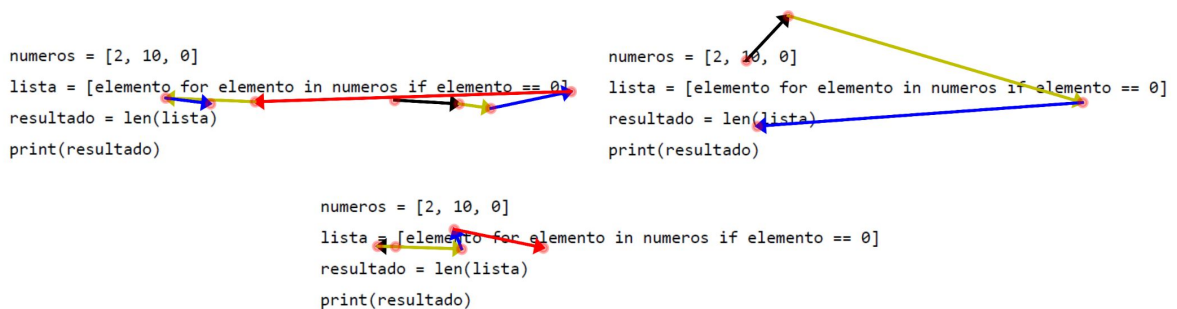 numeros = [2, 10, 0]
lista = [elemento for elemento in numeros if elemento == 0]
resultado = len(lista)
print(resultado)
numeros = [2, 10, 0]
lista = [elemento for elemento in numeros if elemento == 0]
resultado = len(lista)
print(resultado)
numeros = [2, 10, 0]
lista = [elemento for elemento in numeros if elemento == 0]
resultado = len(lista)
print(resultado)